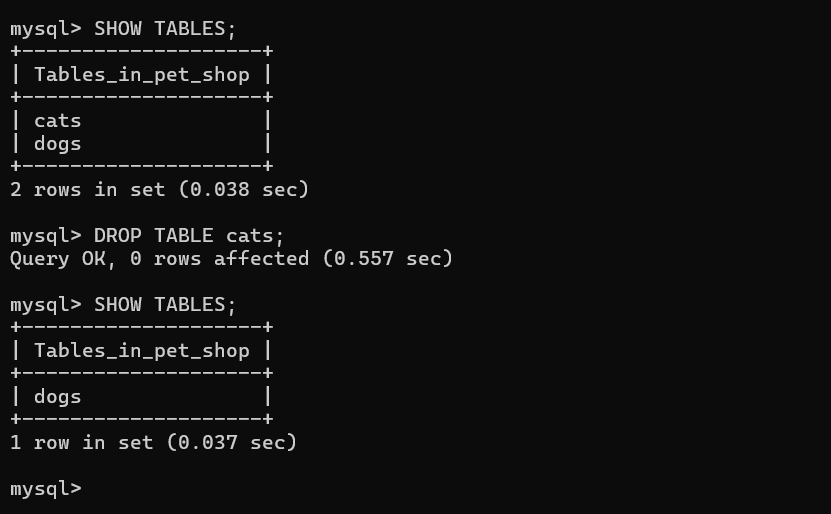 mysql> SHOW TABLES;
+-------------------+
| Tables_in_pet_shop |
+-------------------+
| cats               |
| dogs               |
+-------------------+
2 rows in set (0.038 sec)

mysql> DROP TABLE cats;
Query OK, 0 rows affected (0.557 sec)

mysql> SHOW TABLES;
+--------------------+
| Tables_in_pet_shop |
+--------------------+
| dogs               |
+--------------------+
1 row in set (0.037 sec)

mysql>